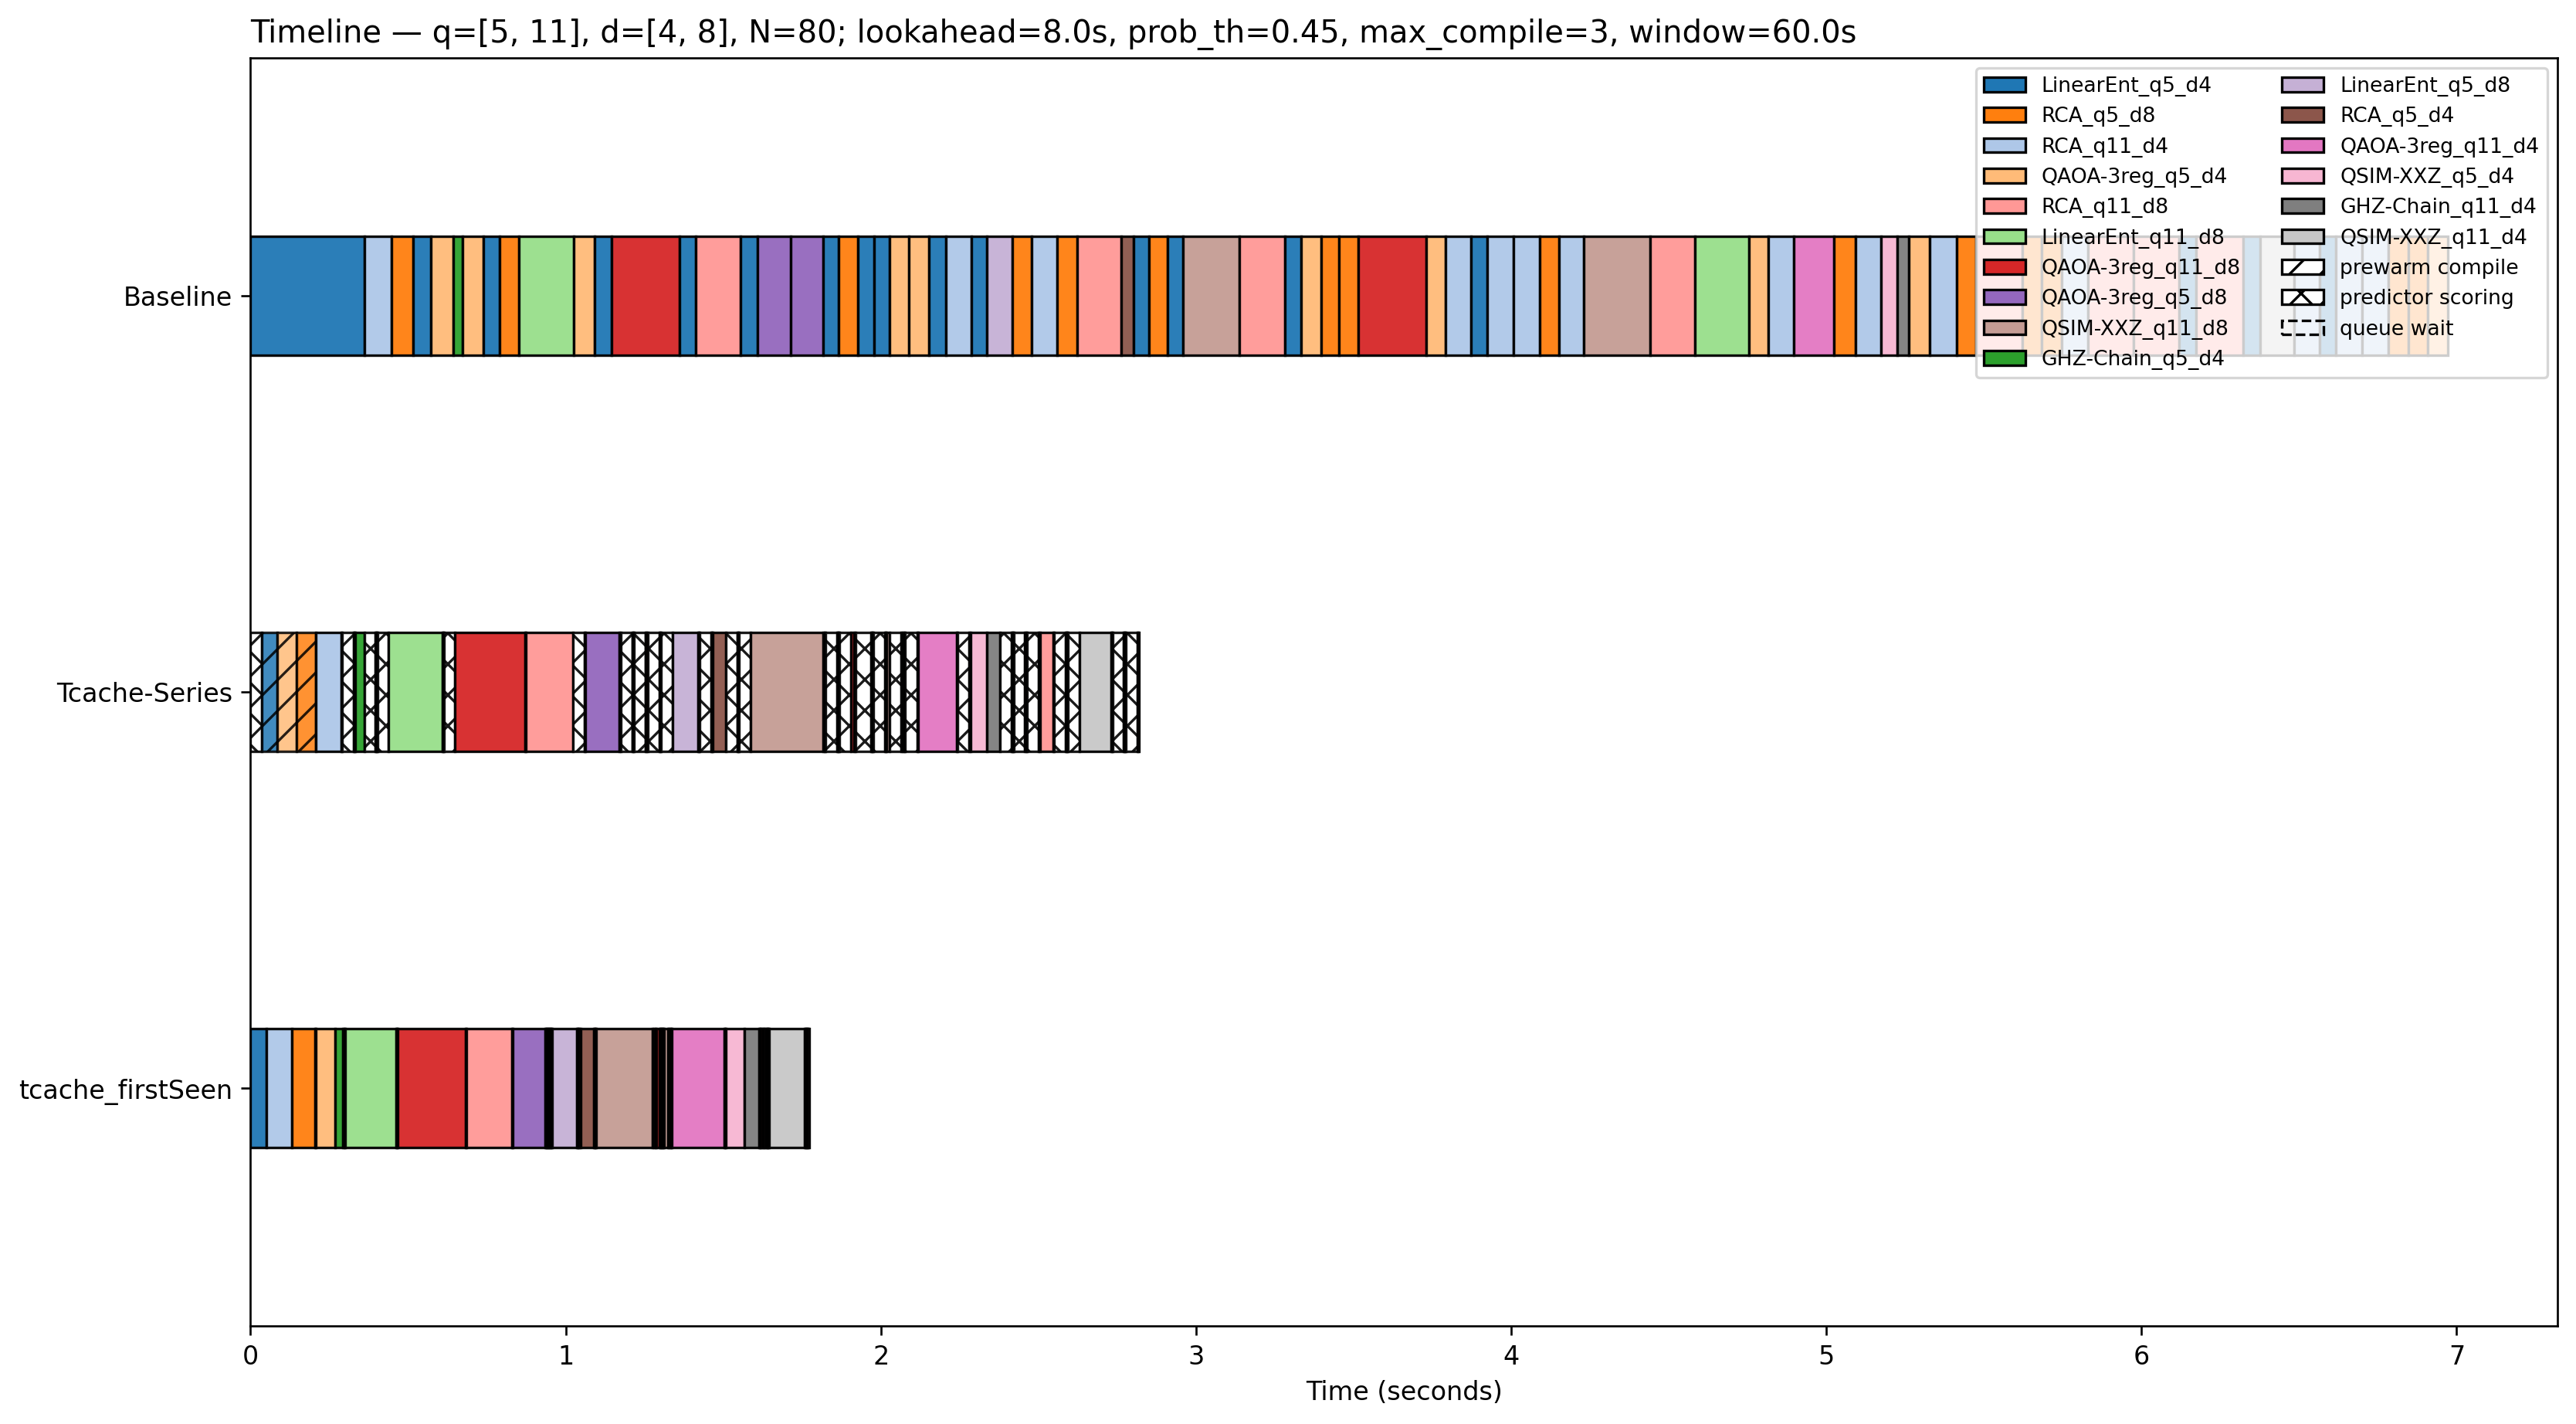 Timeline — q=[5, 11], d=[4, 8], N=80; lookahead=8.0s, prob_th=0.45, max_compile=3, window=60.0s
LinearEnt_q5_d4
RCA_q5_d8
RCA_q11_d4
QAOA-3reg_q5_d4
RCA_q11_d8
LinearEnt_q11_d8
QAOA-3reg_q11_d8
QAOA-3reg_q5_d8
QSIM-XXZ_q11_d8
GHZ-Chain_q5_d4
LinearEnt_q5_d8
RCA_q5_d4
QAOA-3reg_q11_d4
QSIM-XXZ_q5_d4
GHZ-Chain_q11_d4
QSIM-XXZ_q11_d4
prewarm compile
predictor scoring
queue wait
Baseline
Tcache-Series
tcache_firstSeen
0 1 2 3 4 5 6 7
Time (seconds)